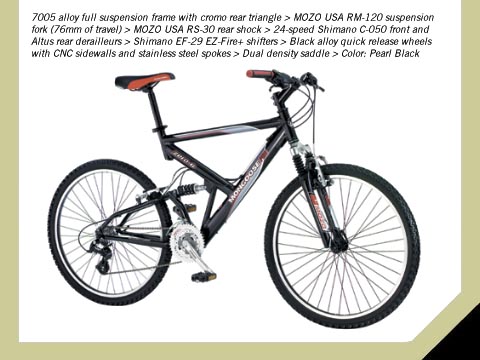 7005 alloy full suspension frame with cromo rear triangle > MOZO USA RM-120 suspension
fork (76mm of travel) > MOZO USA RS-30 rear shock > 24-speed Shimano C-050 front and
Altus rear derailleurs > Shimano EF-29 EZ-Fire+ shifters > Black alloy quick release wheels
with CNC sidewalls and stainless steel spokes > Dual density saddle > Color: Pearl Black
MONGOOSE